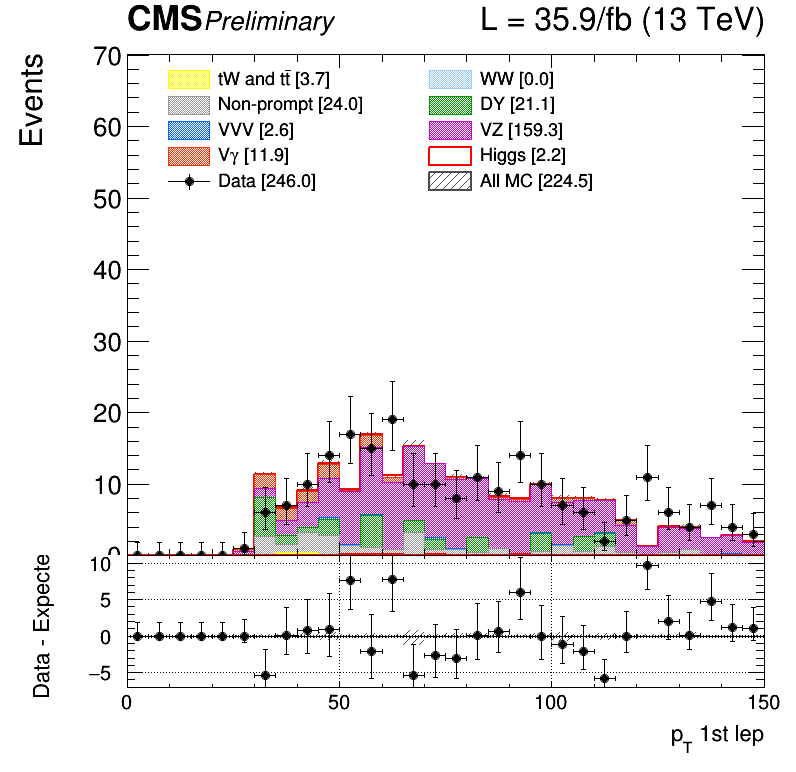 CMS Preliminary L = 35.9/fb (13 TeV)
Events
70
60
50
40
30
20
10
0
tW and tt̄ [3.7]
Non-prompt [24.0]
VVV [2.6]
Vγ [11.9]
Data [246.0]
WW [0.0]
DY [21.1]
VZ [159.3]
Higgs [2.2]
All MC [224.5]
Data - Expecte
10
5
0
−5
0 50 100 150
p_T 1st lep